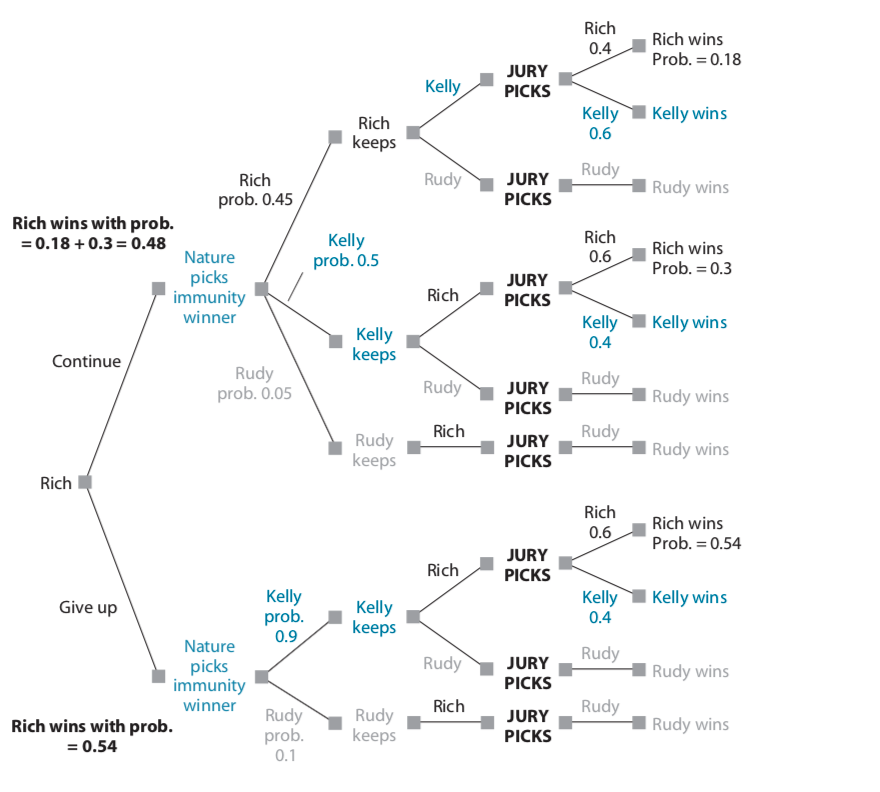 Rich
0.4
Rich wins
Prob. = 0.18
Kelly
JURY
PICKS
Kelly
0.6
Kelly wins
Rich
keeps
Rudy
JURY
PICKS
Rudy
Rudy wins
Rich
prob. 0.45
Rich wins with prob.
= 0.18 + 0.3 = 0.48
Kelly
prob. 0.5
Nature
picks
immunity
winner
Rich
0.6
Rich wins
Prob. = 0.3
Rich
JURY
PICKS
Kelly
0.4
Kelly wins
Kelly
keeps
Rudy
JURY
PICKS
Rudy
Rudy wins
Continue
Rudy
prob. 0.05
Rudy
keeps
Rich
JURY
PICKS
Rudy
Rudy wins
Rich
Rich
0.6
Rich wins
Prob. = 0.54
Rich
JURY
PICKS
Kelly
0.4
Kelly wins
Give up
Kelly
prob.
0.9
Kelly
keeps
Nature
picks
immunity
winner
Rudy
JURY
PICKS
Rudy
Rudy wins
Rudy
prob.
0.1
Rudy
keeps
Rich
JURY
PICKS
Rudy
Rudy wins
Rich wins with prob.
= 0.54